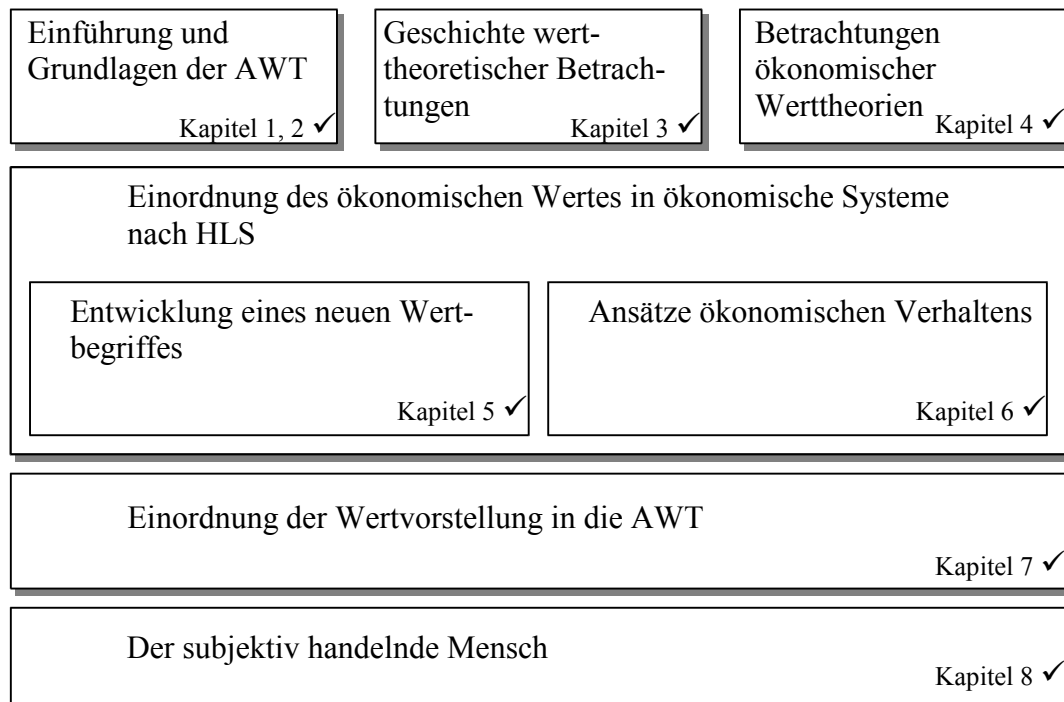 Einführung und
Grundlagen der AWT
Kapitel 1, 2 ✓
Geschichte wert-
theoretischer Betrach-
tungen
Kapitel 3 ✓
Betrachtungen
ökonomischer
Werttheorien
Kapitel 4 ✓
Einordnung des ökonomischen Wertes in ökonomische Systeme
nach HLS
Entwicklung eines neuen Wert-
begriffes
Kapitel 5 ✓
Ansätze ökonomischen Verhaltens
Kapitel 6 ✓
Einordnung der Wertvorstellung in die AWT
Kapitel 7 ✓
Der subjektiv handelnde Mensch
Kapitel 8 ✓